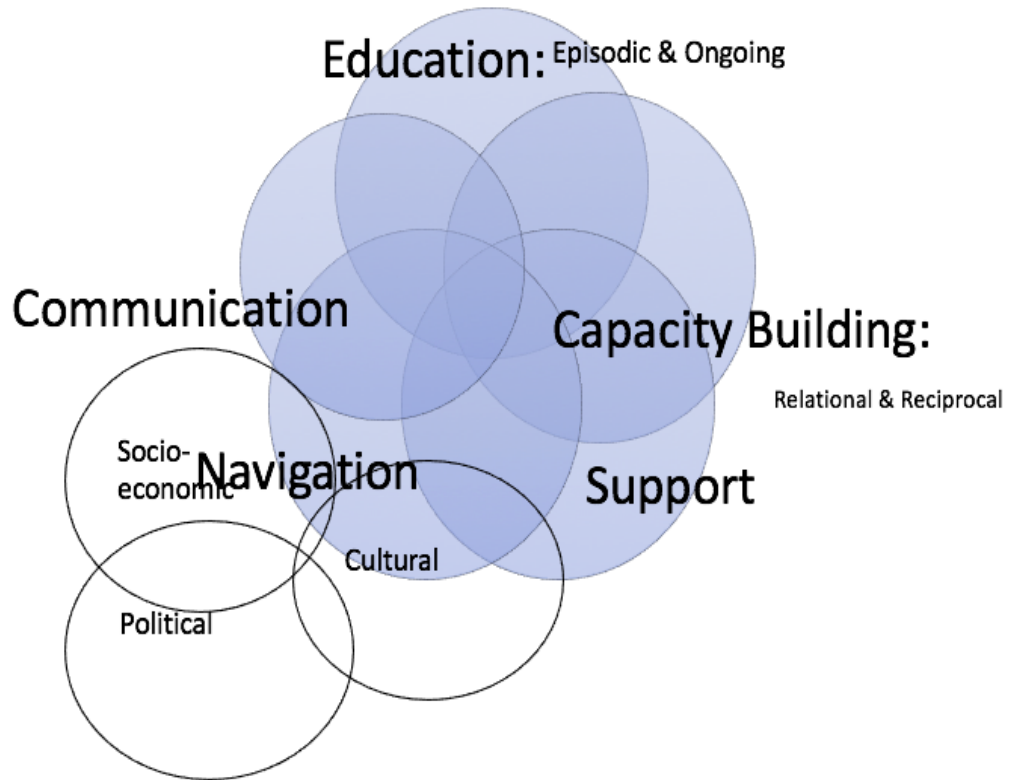 Education: Episodic & Ongoing
Communication
Capacity Building:
Relational & Reciprocal
Socio-
economic
Navigation
Support
Cultural
Political